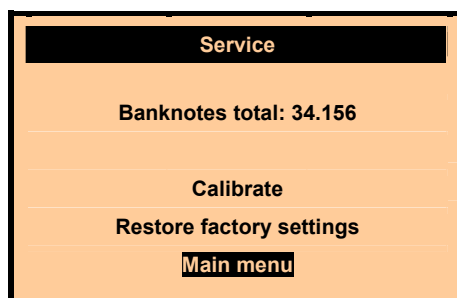 Service
Banknotes total: 34.156
Calibrate
Restore factory settings
Main menu